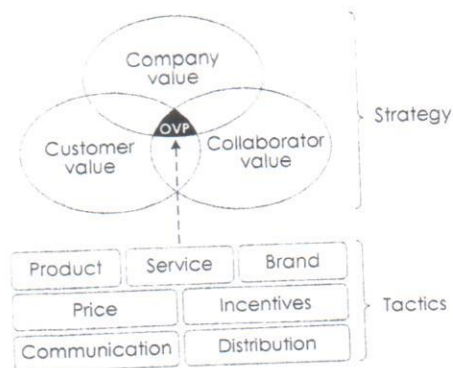 Company
value
OVP
Customer
value
Collaborator
value
Strategy
Product
Service
Brand
Price
Incentives
Tactics
Communication
Distribution